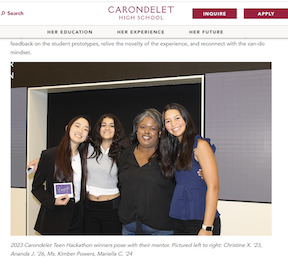 Search
CARONDELET
HIGH SCHOOL
INQUIRE
APPLY
HER EDUCATION
HER EXPERIENCE
HER FUTURE
feedback on the student prototypes, relive the novelty of the experience, and reconnect with the can-do
mindset.
2023 Carondelet Teen Hackathon winners pose with their mentor. Pictured left to right: Christine X. '23,
Ananda J. '26, Ms. Kimber Powers, Mariella C. '24